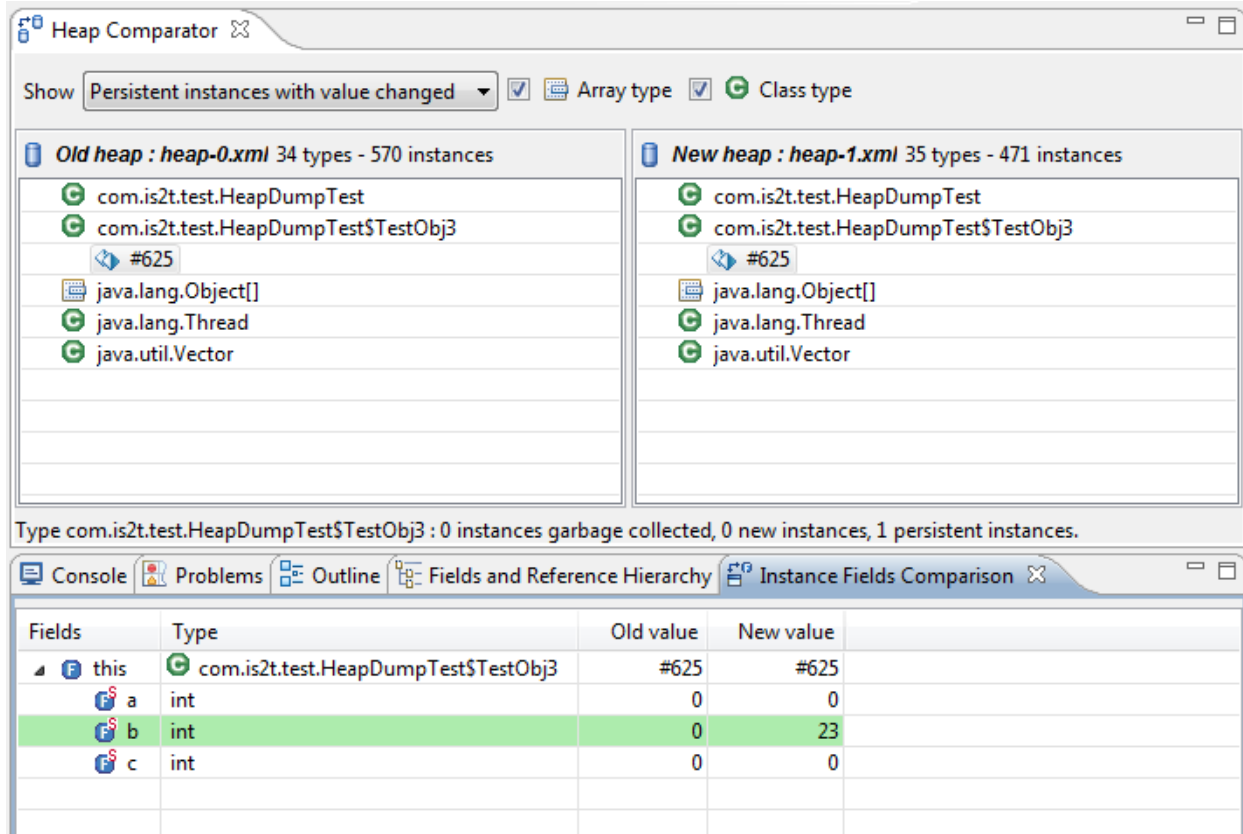 Heap Comparator
Show Persistent instances with value changed Array type Class type
Old heap : heap-0.xml 34 types - 570 instances
com.is2t.test.HeapDumpTest
com.is2t.test.HeapDumpTest$TestObj3
#625
java.lang.Object[]
java.lang.Thread
java.util.Vector
New heap : heap-1.xml 35 types - 471 instances
com.is2t.test.HeapDumpTest
com.is2t.test.HeapDumpTest$TestObj3
#625
java.lang.Object[]
java.lang.Thread
java.util.Vector
Type com.is2t.test.HeapDumpTest$TestObj3 : 0 instances garbage collected, 0 new instances, 1 persistent instances.
Console Problems Outline Fields and Reference Hierarchy Instance Fields Comparison
Fields Type Old value New value
this com.is2t.test.HeapDumpTest$TestObj3 #625 #625
a int 0 0
b int 0 23
c int 0 0